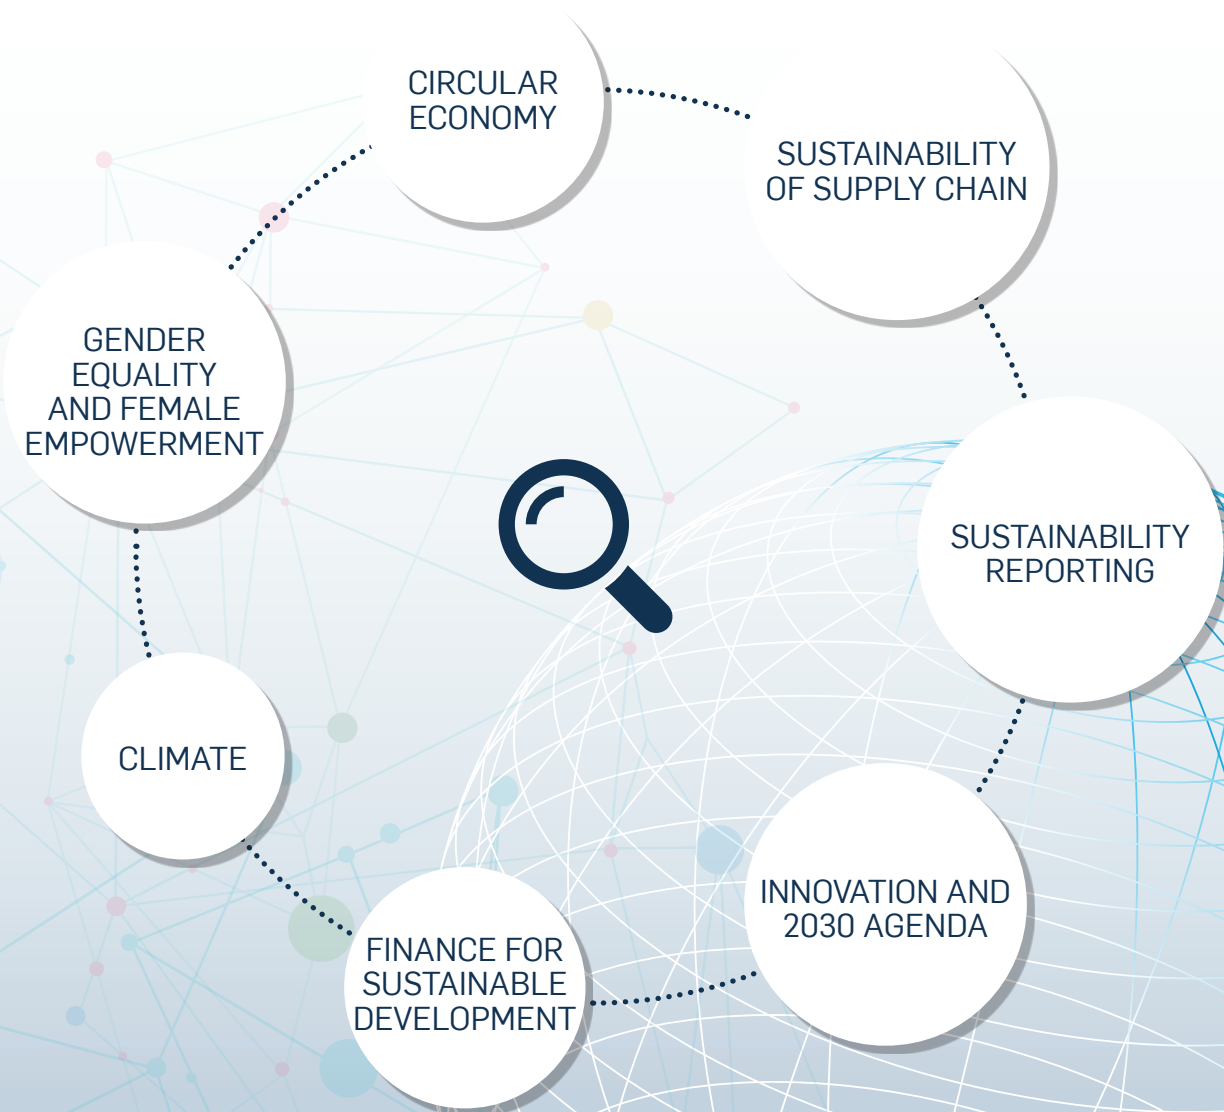 CIRCULAR
ECONOMY
SUSTAINABILITY
OF SUPPLY CHAIN
GENDER
EQUALITY
AND FEMALE
EMPOWERMENT
SUSTAINABILITY
REPORTING
CLIMATE
INNOVATION AND
2030 AGENDA
FINANCE FOR
SUSTAINABLE
DEVELOPMENT